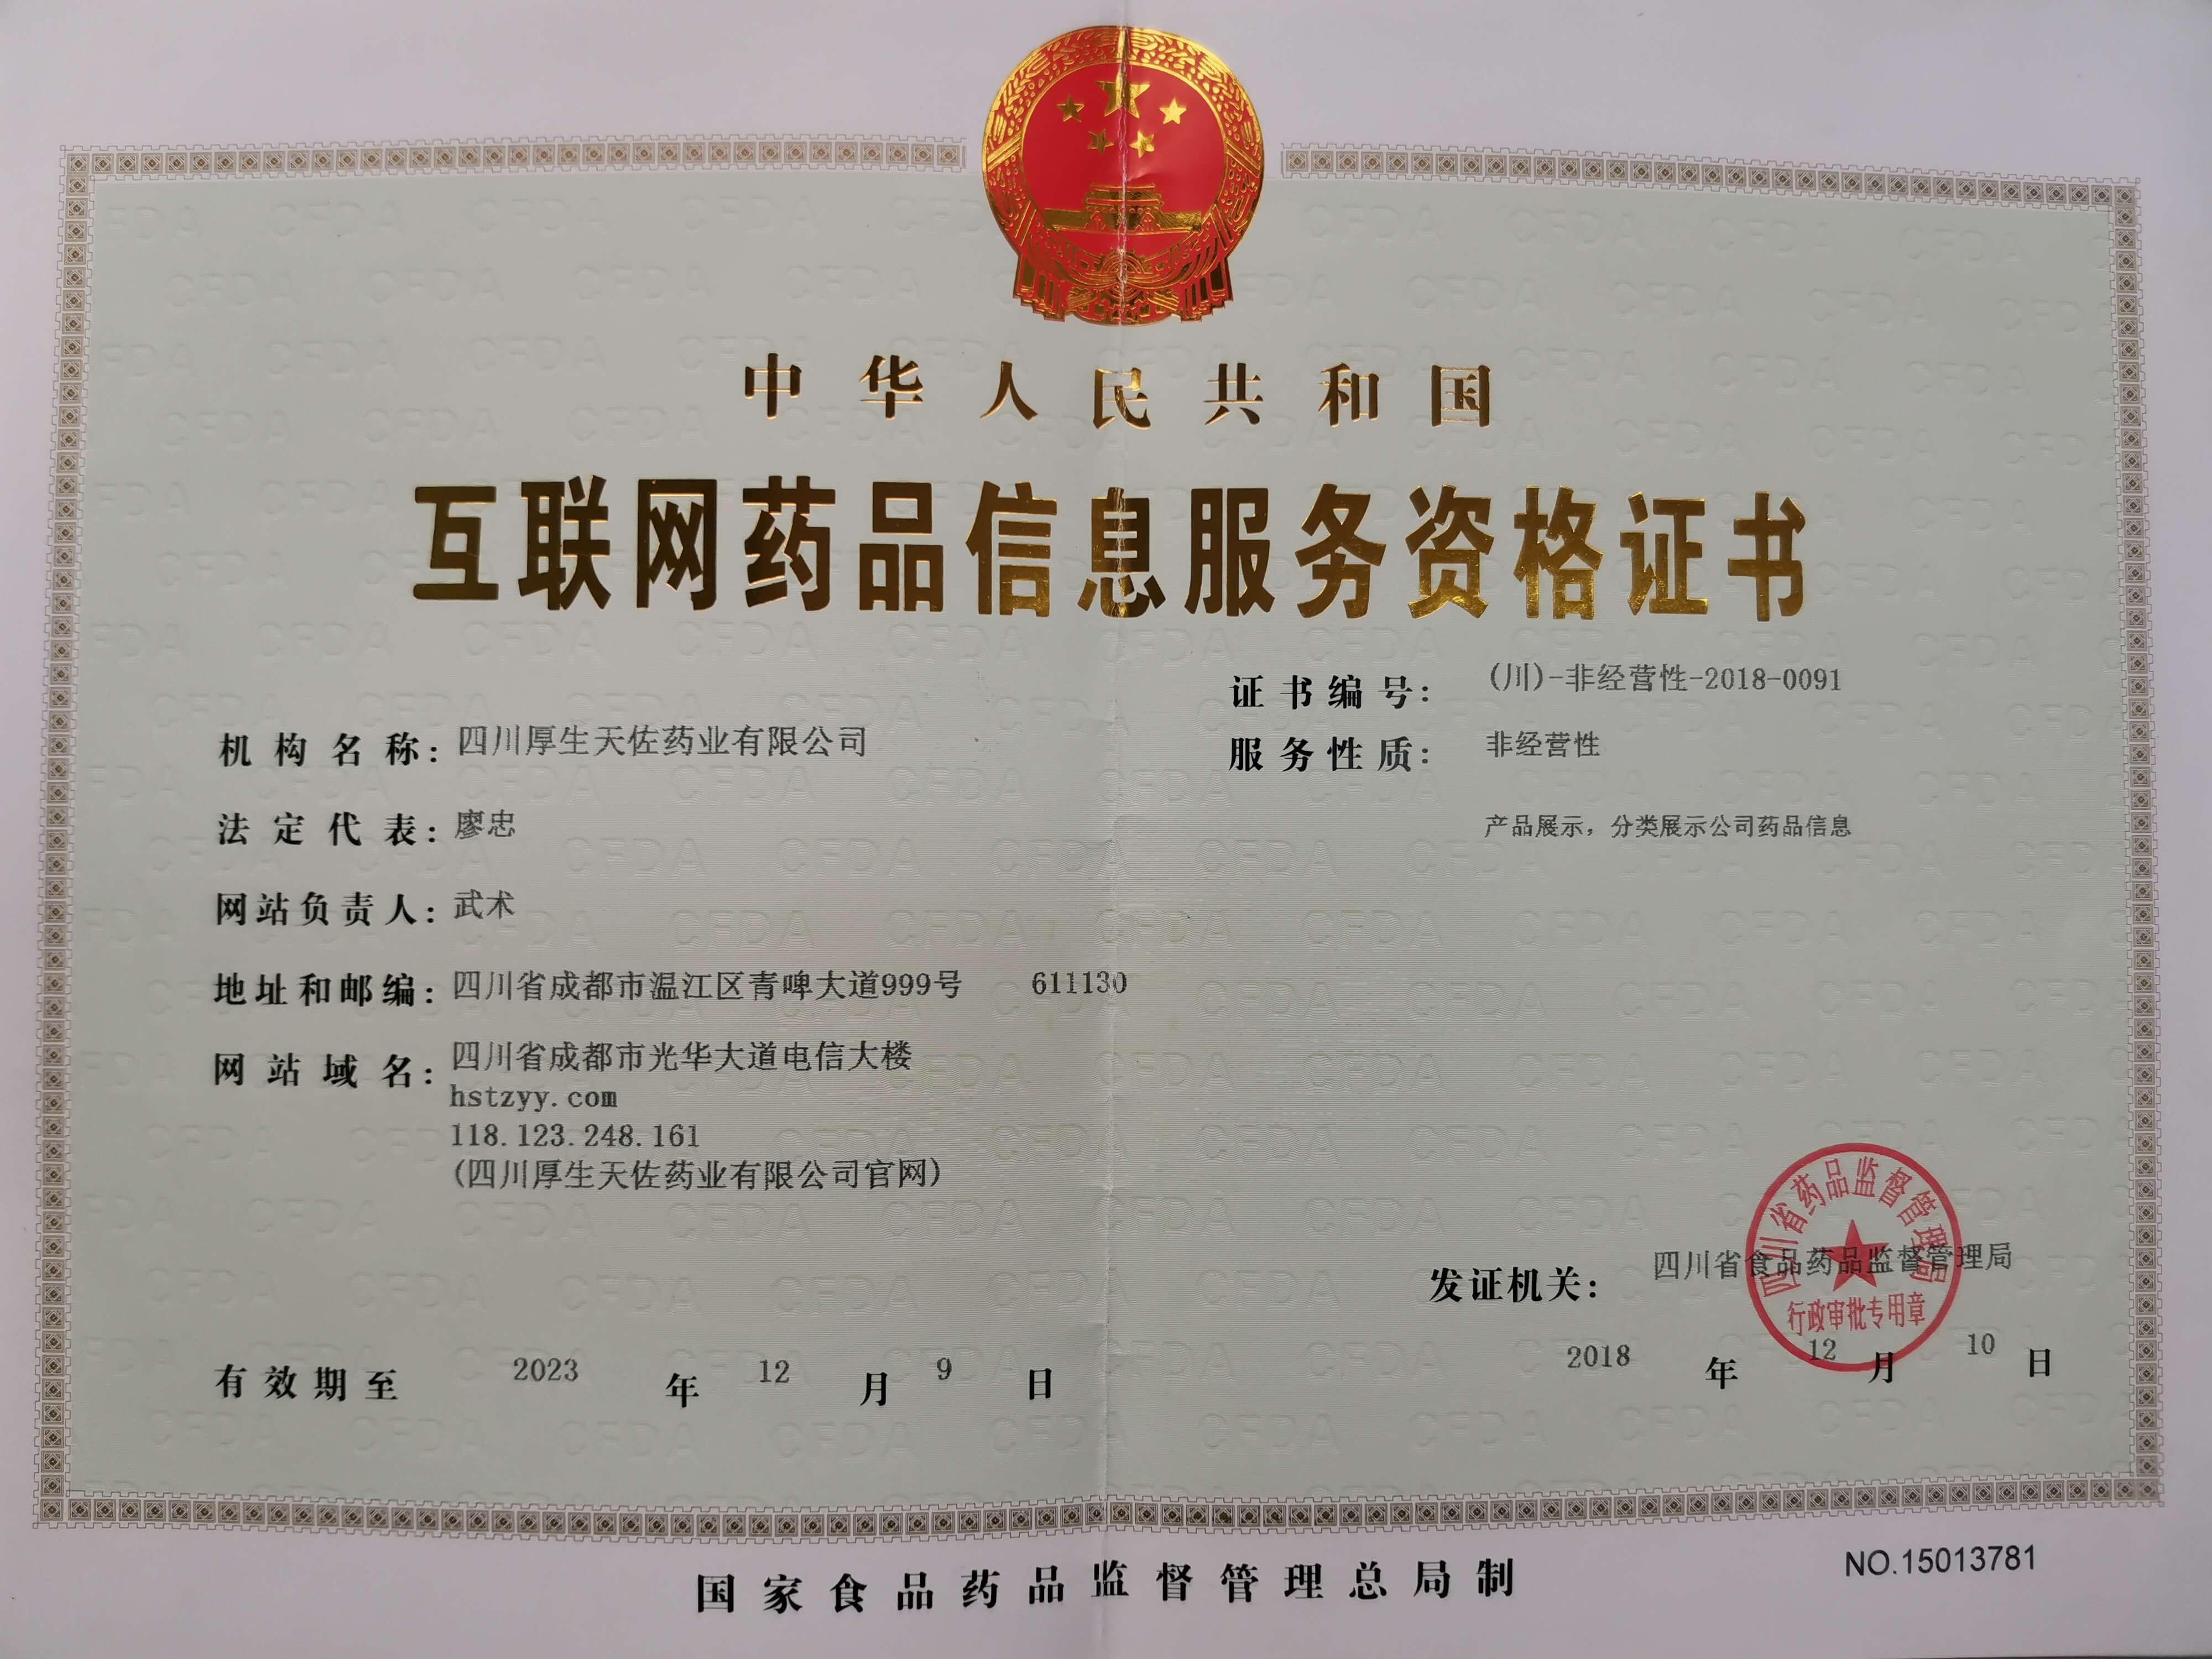 中华人民共和国
互联网药品信息服务资格证书
证书编号: (川)-非经营性-2018-0091
机构名称: 四川厚生天佐药业有限公司
服务性质: 非经营性
法定代表: 廖忠
产品展示，分类展示公司药品信息
网站负责人: 武术
地址和邮编: 四川省成都市温江区青啤大道999号 611130
网站域名: 四川省成都市光华大道电信大楼
hstzyy.com
118.123.248.161
(四川厚生天佐药业有限公司官网)
发证机关: 四川省食品药品监督管理局
四川省药品监督管理局
行政审批专用章
有效期至 2023 年 12 月 9 日
2018 年 12 月 10 日
国家食品药品监督管理总局制
NO.15013781
CFDA